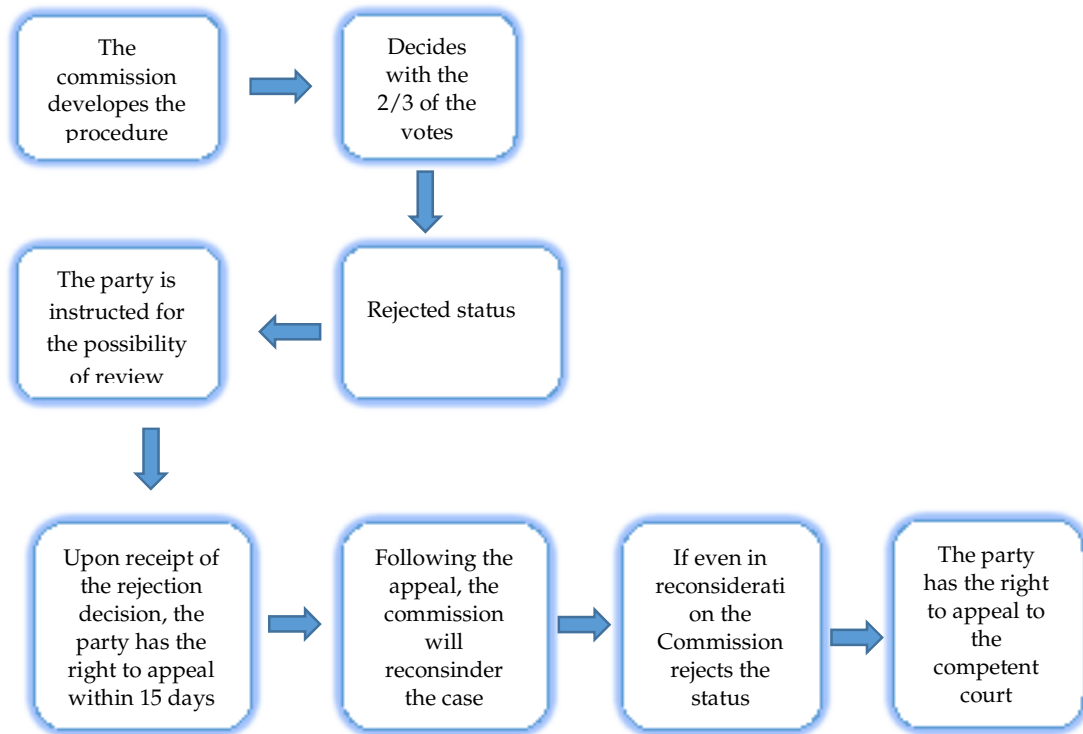 The
commission
developes the
procedure
Decides
with the
2/3 of the
votes
Rejected status
The party is
instructed for
the possibility
of review
Upon receipt of
the rejection
decision, the
party has the
right to appeal
within 15 days
Following the
appeal, the
commission
will
reconsinder
the case
If even in
reconsiderati
on the
Commission
rejects the
status
The party
has the right
to appeal to
the
competent
court